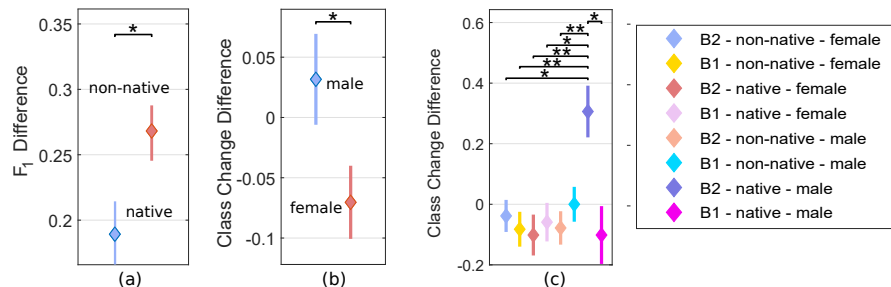 F1 Difference
0.35
0.3
0.25
0.2
*
non-native
native
(a)
Class Change Difference
0.05
0
-0.05
-0.1
*
male
female
(b)
Class Change Difference
0.6
0.4
0.2
0
-0.2
*
**
*
**
**
*
(c)
B2 - non-native - female
B1 - non-native - female
B2 - native - female
B1 - native - female
B2 - non-native - male
B1 - non-native - male
B2 - native - male
B1 - native - male